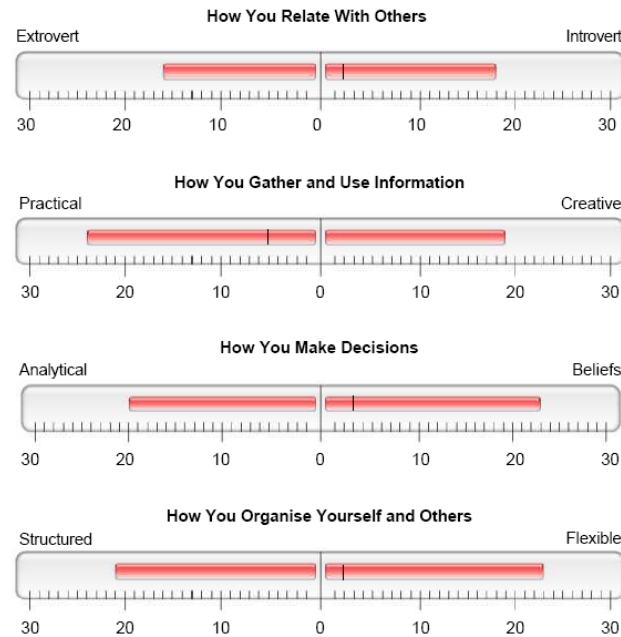 How You Relate With Others
Extrovert Introvert
30 20 10 0 10 20 30
How You Gather and Use Information
Practical Creative
30 20 10 0 10 20 30
How You Make Decisions
Analytical Beliefs
30 20 10 0 10 20 30
How You Organise Yourself and Others
Structured Flexible
30 20 10 0 10 20 30